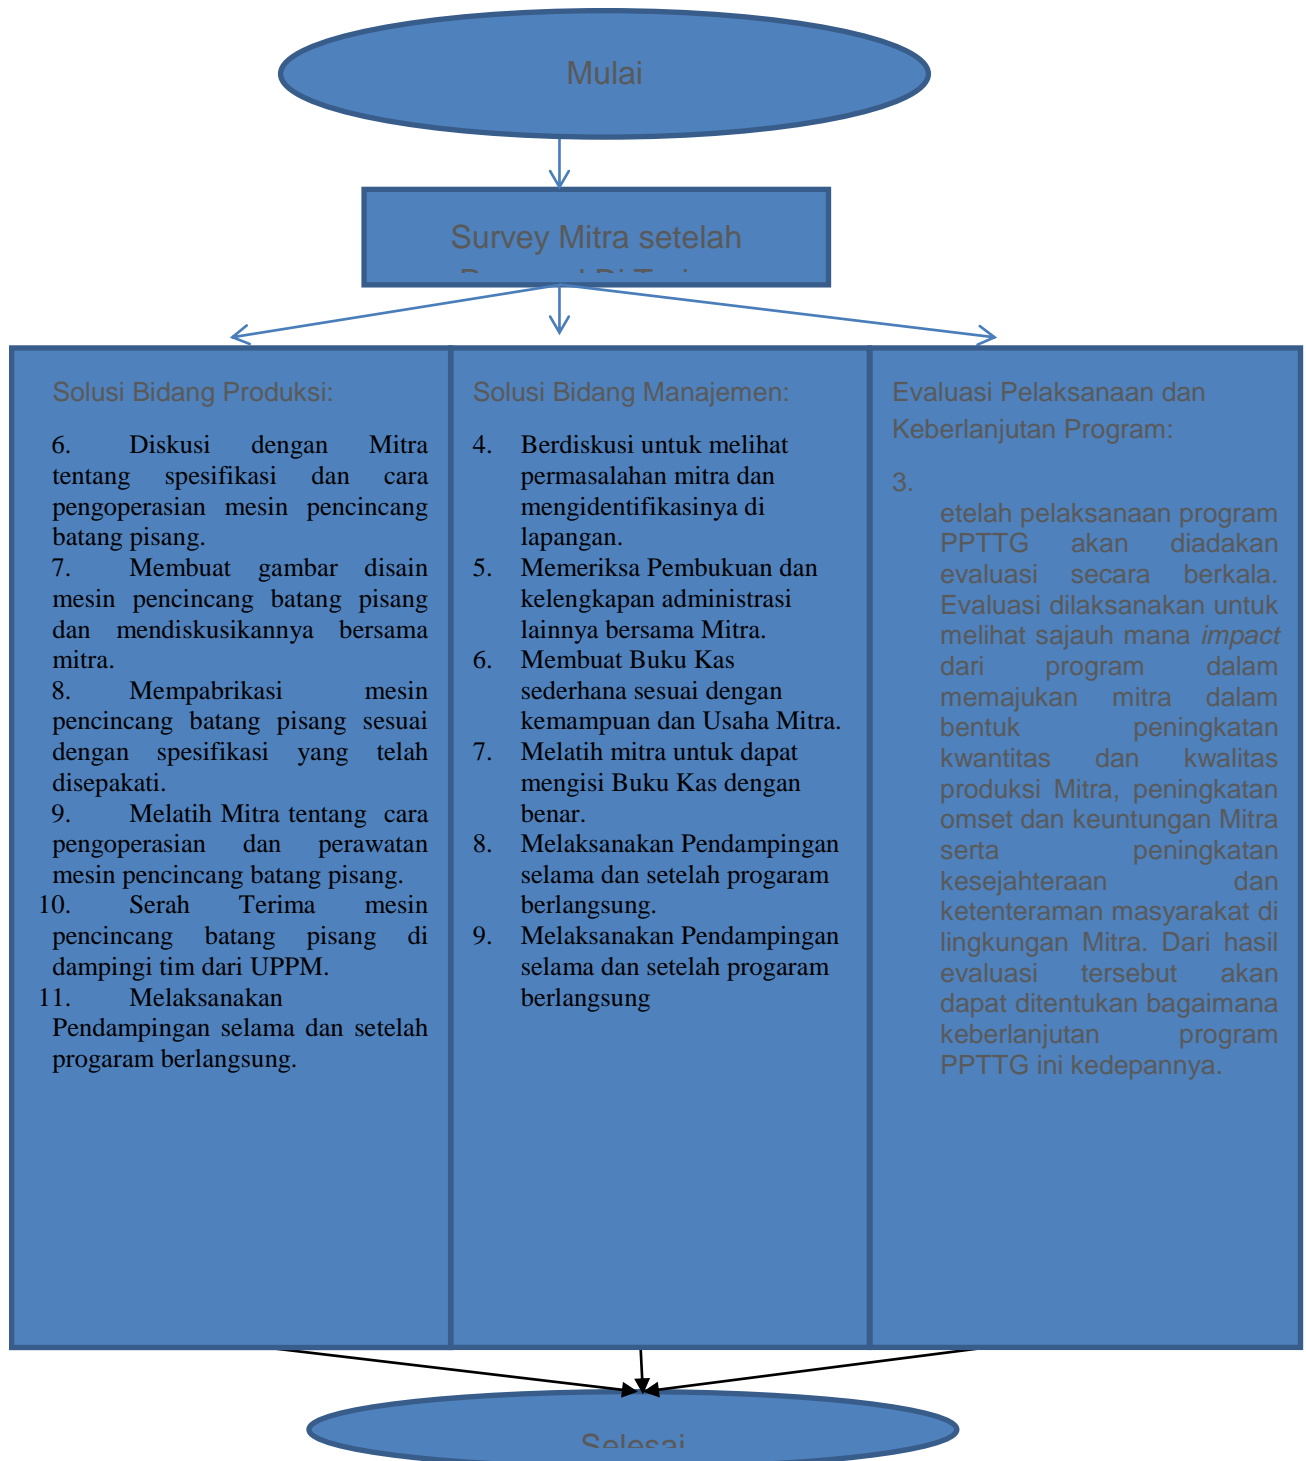 Mulai
Survey Mitra setelah
Solusi Bidang Produksi:
6. Diskusi dengan Mitra
tentang spesifikasi dan cara
pengoperasian mesin pencincang
batang pisang.
7. Membuat gambar disain
mesin pencincang batang pisang
dan mendiskusikannya bersama
mitra.
8. Mempabrikasi mesin
pencincang batang pisang sesuai
dengan spesifikasi yang telah
disepakati.
9. Melatih Mitra tentang cara
pengoperasian dan perawatan
mesin pencincang batang pisang.
10. Serah Terima mesin
pencincang batang pisang di
dampingi tim dari UPPM.
11. Melaksanakan
Pendampingan selama dan setelah
progaram berlangsung.
Solusi Bidang Manajemen:
4. Berdiskusi untuk melihat
permasalahan mitra dan
mengidentifikasinya di
lapangan.
5. Memeriksa Pembukuan dan
kelengkapan administrasi
lainnya bersama Mitra.
6. Membuat Buku Kas
sederhana sesuai dengan
kemampuan dan Usaha Mitra.
7. Melatih mitra untuk dapat
mengisi Buku Kas dengan
benar.
8. Melaksanakan Pendampingan
selama dan setelah progaram
berlangsung.
9. Melaksanakan Pendampingan
selama dan setelah progaram
berlangsung
Evaluasi Pelaksanaan dan
Keberlanjutan Program:
3.
etelah pelaksanaan program
PPTTG akan diadakan
evaluasi secara berkala.
Evaluasi dilaksanakan untuk
melihat sajauh mana impact
dari program dalam
memajukan mitra dalam
bentuk peningkatan
kwantitas dan kwalitas
produksi Mitra, peningkatan
omset dan keuntungan Mitra
serta peningkatan
kesejahteraan dan
ketenteraman masyarakat di
lingkungan Mitra. Dari hasil
evaluasi tersebut akan
dapat ditentukan bagaimana
keberlanjutan program
PPTTG ini kedepannya.
Selesai